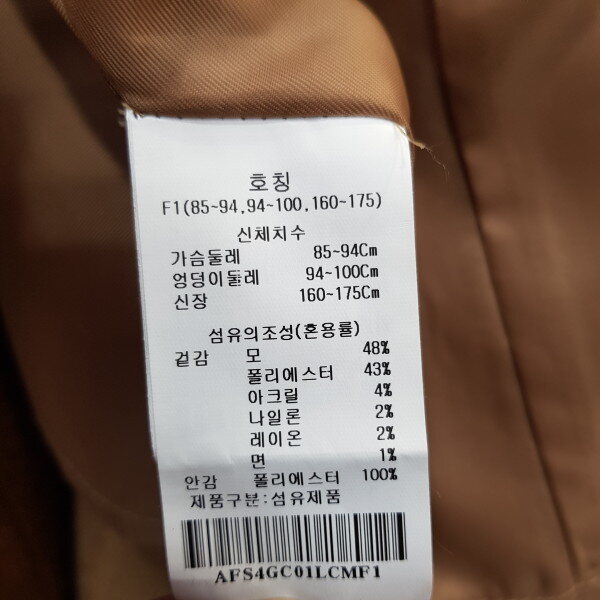 호칭
F1(85~94,94~100,160~175)
신체치수
가슴둘레 85~94Cm
엉덩이둘레 94~100Cm
신장 160~175Cm
섬유의조성(혼용률)
겉감 모 48%
폴리에스터 43%
아크릴 4%
나일론 2%
레이온 2%
면 1%
안감 폴리에스터 100%
제품구분:섬유제품
AFS4GC01LCMF1